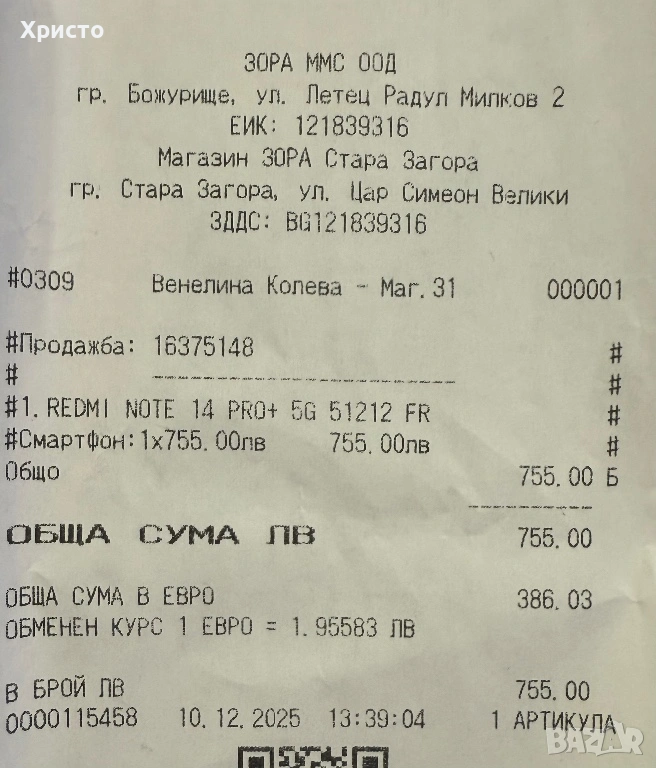 Христо
ЗОРА ММС ООД
гр. Божурище, ул. Летец Радул Милков 2
ЕИК: 121839316
Магазин ЗОРА Стара Загора
гр. Стара Загора, ул. Цар Симеон Велики
ЗДДС: BG121839316
#0309 Венелина Колева - Маг.31 000001
#Продажба: 16375148 #
# ------------------------------ #
#1. REDMI NOTE 14 PRO+ 5G 51212 FR #
#Смартфон:1x755.00лв 755.00лв #
Общо 755.00 Б
------------
ОБЩА СУМА ЛВ 755.00
ОБЩА СУМА В ЕВРО 386.03
ОБМЕНЕН КУРС 1 ЕВРО = 1.95583 ЛВ
В БРОЙ ЛВ 755.00
0000115458 10.12.2025 13:39:04 1 АРТИКУЛА
BAZAR